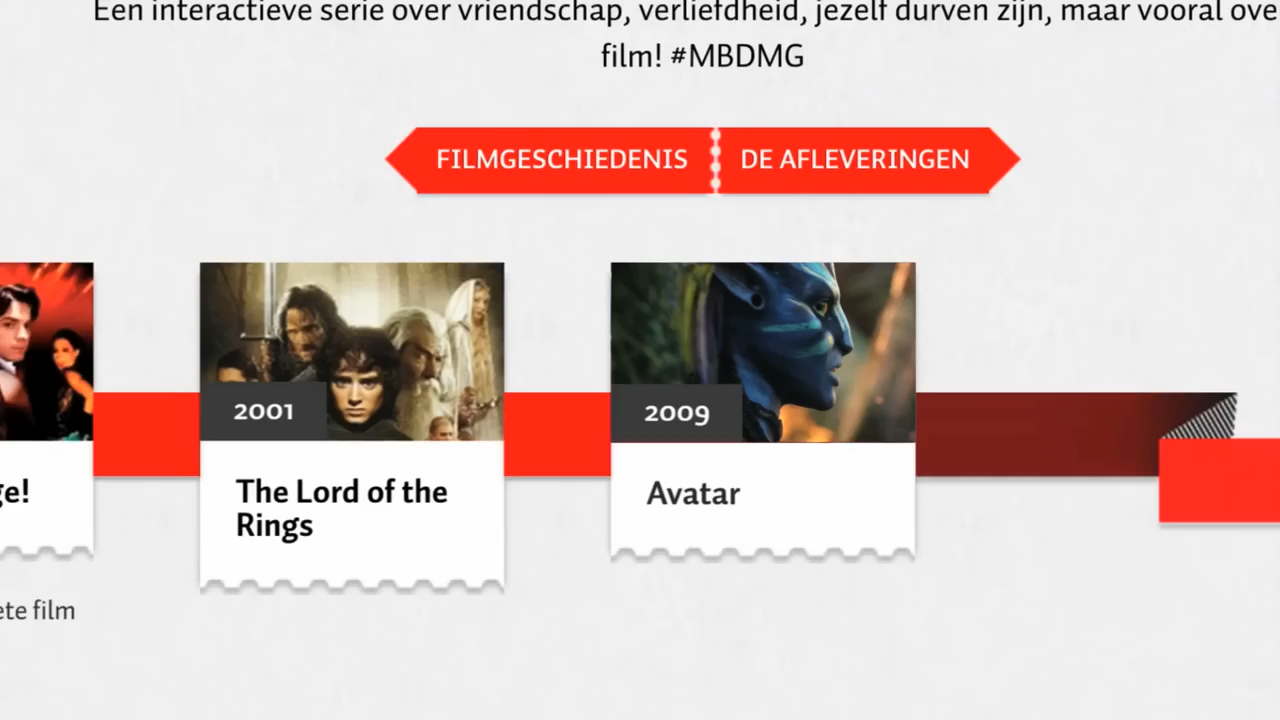 Een interactieve serie over vriendschap, verliefdheid, jezelf durven zijn, maar vooral ove
film! #MBDMG
FILMGESCHIEDENIS
DE AFLEVERINGEN
2001
2009
ge!
The Lord of the
Rings
Avatar
ete film